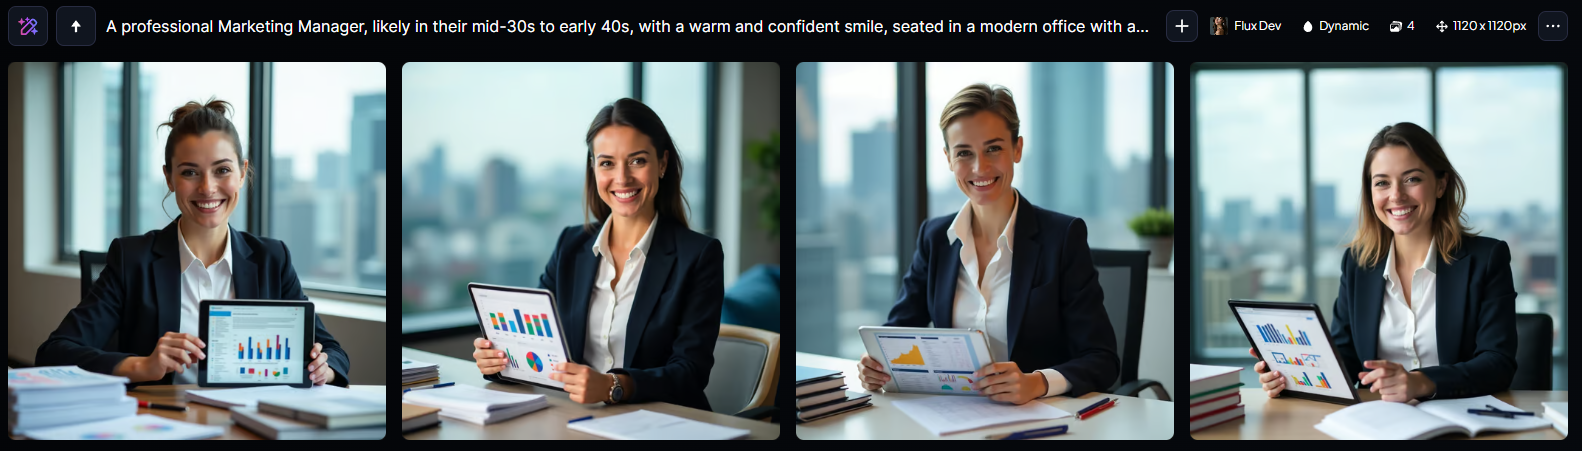 A professional Marketing Manager, likely in their mid-30s to early 40s, with a warm and confident smile, seated in a modern office with a...
Flux Dev
Dynamic
4
1120 x 1120px